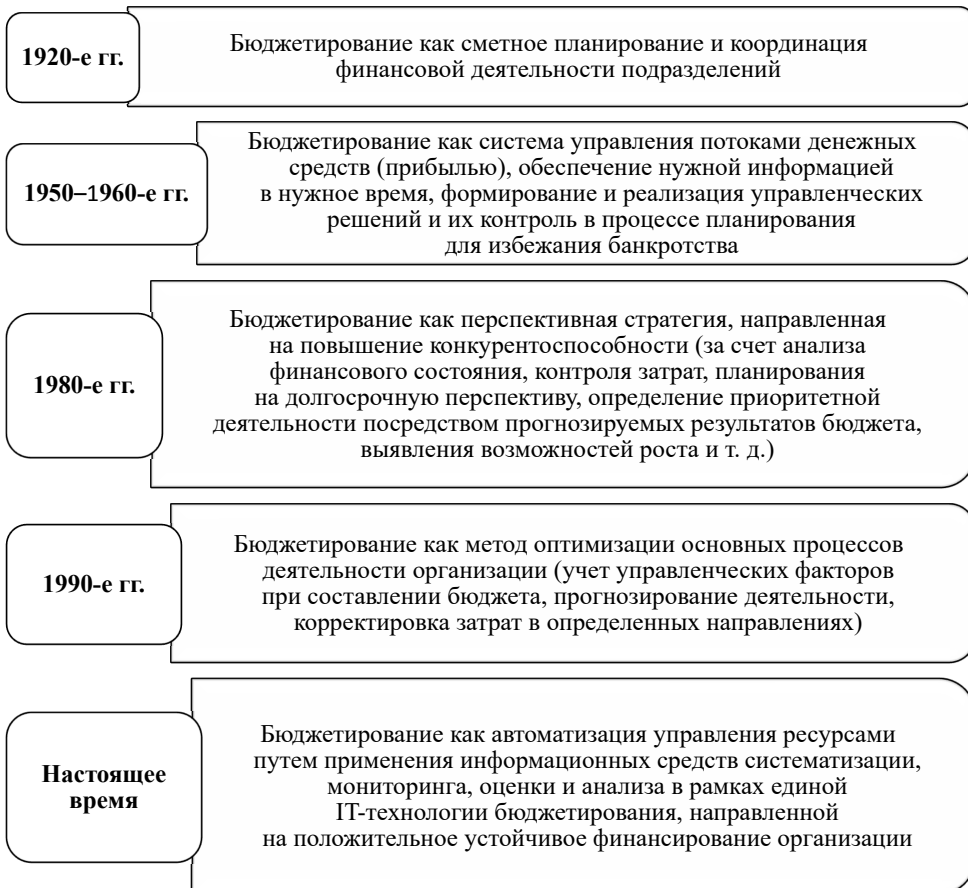 1920-е гг.
Бюджетирование как сметное планирование и координация
финансовой деятельности подразделений
1950–1960-е гг.
Бюджетирование как система управления потоками денежных
средств (прибылью), обеспечение нужной информацией
в нужное время, формирование и реализация управленческих
решений и их контроль в процессе планирования
для избежания банкротства
1980-е гг.
Бюджетирование как перспективная стратегия, направленная
на повышение конкурентоспособности (за счет анализа
финансового состояния, контроля затрат, планирования
на долгосрочную перспективу, определение приоритетной
деятельности посредством прогнозируемых результатов бюджета,
выявления возможностей роста и т. д.)
1990-е гг.
Бюджетирование как метод оптимизации основных процессов
деятельности организации (учет управленческих факторов
при составлении бюджета, прогнозирование деятельности,
корректировка затрат в определенных направлениях)
Настоящее
время
Бюджетирование как автоматизация управления ресурсами
путем применения информационных средств систематизации,
мониторинга, оценки и анализа в рамках единой
IT-технологии бюджетирования, направленной
на положительное устойчивое финансирование организации